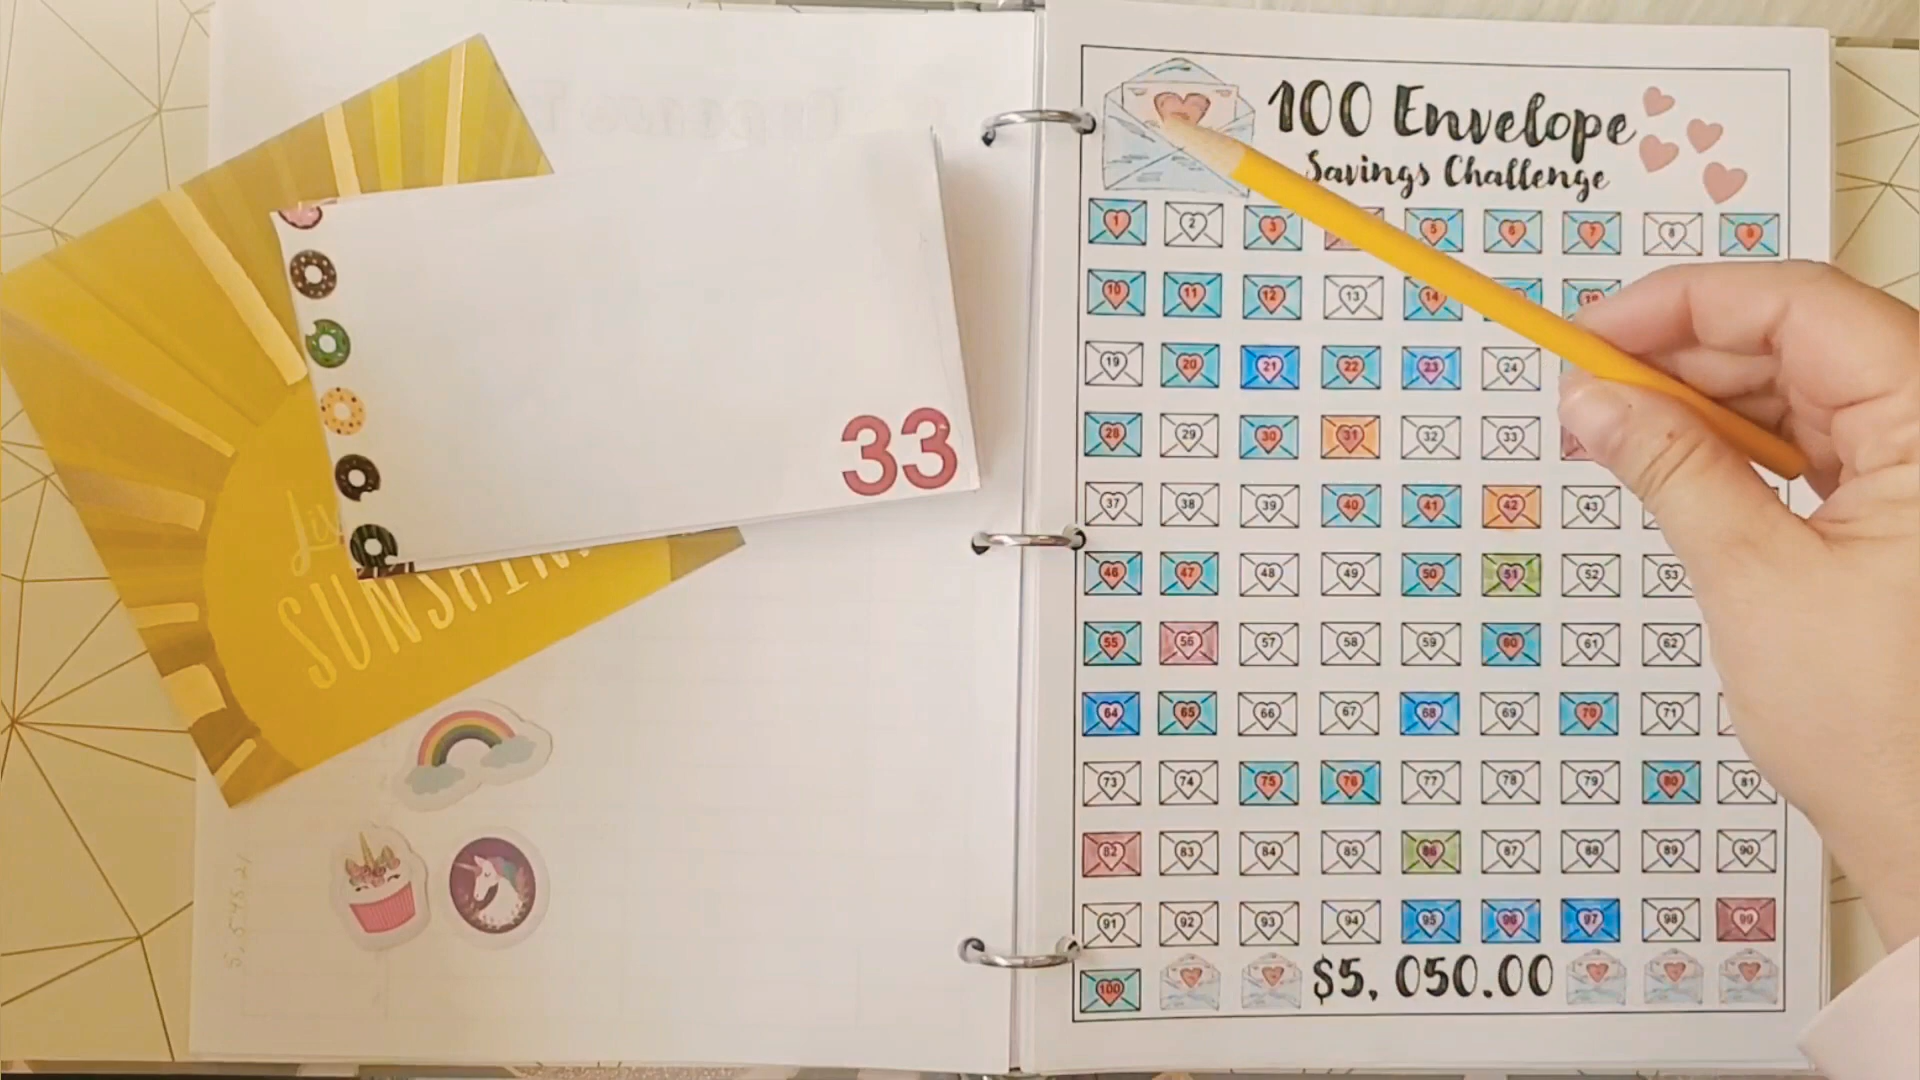 Li
SUNSHIN
33
100 Envelope
Savings Challenge
1 2 3 5 6 7 8 9
10 11 12 13 14 18
19 20 21 22 23 24
28 29 30 31 32 33
37 38 39 40 41 42 43
46 47 48 49 50 51 52 53
55 56 57 58 59 60 61 62
64 65 66 67 68 69 70 71
73 74 75 76 77 78 79 80 81
82 83 84 85 86 87 88 89 90
91 92 93 94 95 96 97 98 99
100 $5, 050.00